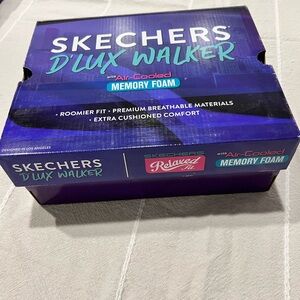 SKECHERS
D'LUX WALKER
with Air-Cooled
MEMORY FOAM
• ROOMIER FIT • PREMIUM BREATHABLE MATERIALS
• EXTRA CUSHIONED COMFORT
DESIGNED IN LOS ANGELES
SKECHERS
D'LUX WALKER
SKECHERS
Relaxed
Fit
with Air-Cooled
MEMORY FOAM